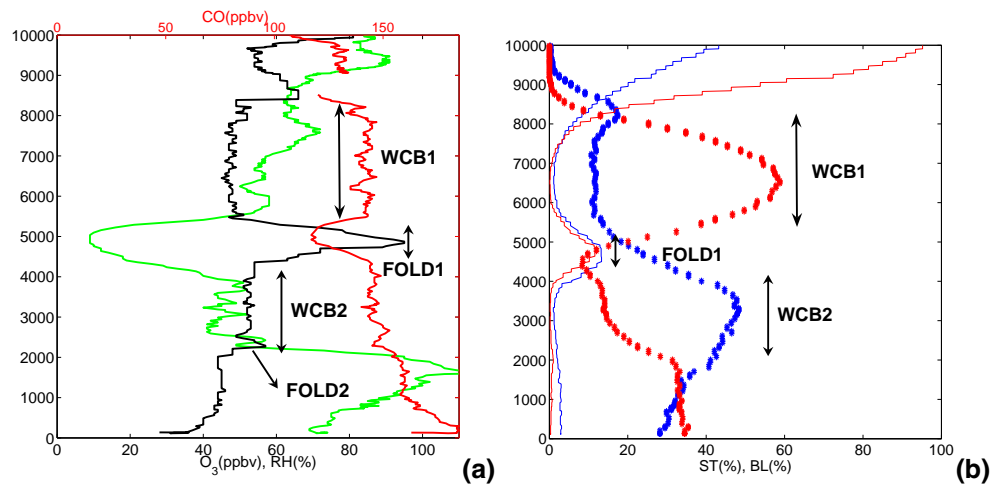 CO(ppbv)
0 50 100 150
10000
9000
8000
7000
6000
5000
4000
3000
2000
1000
0
WCB1
FOLD1
WCB2
FOLD2
0 20 40 60 80 100
O3(ppbv), RH(%)
(a)
10000
9000
8000
7000
6000
5000
4000
3000
2000
1000
0
WCB1
FOLD1
WCB2
0 20 40 60 80 100
ST(%), BL(%)
(b)